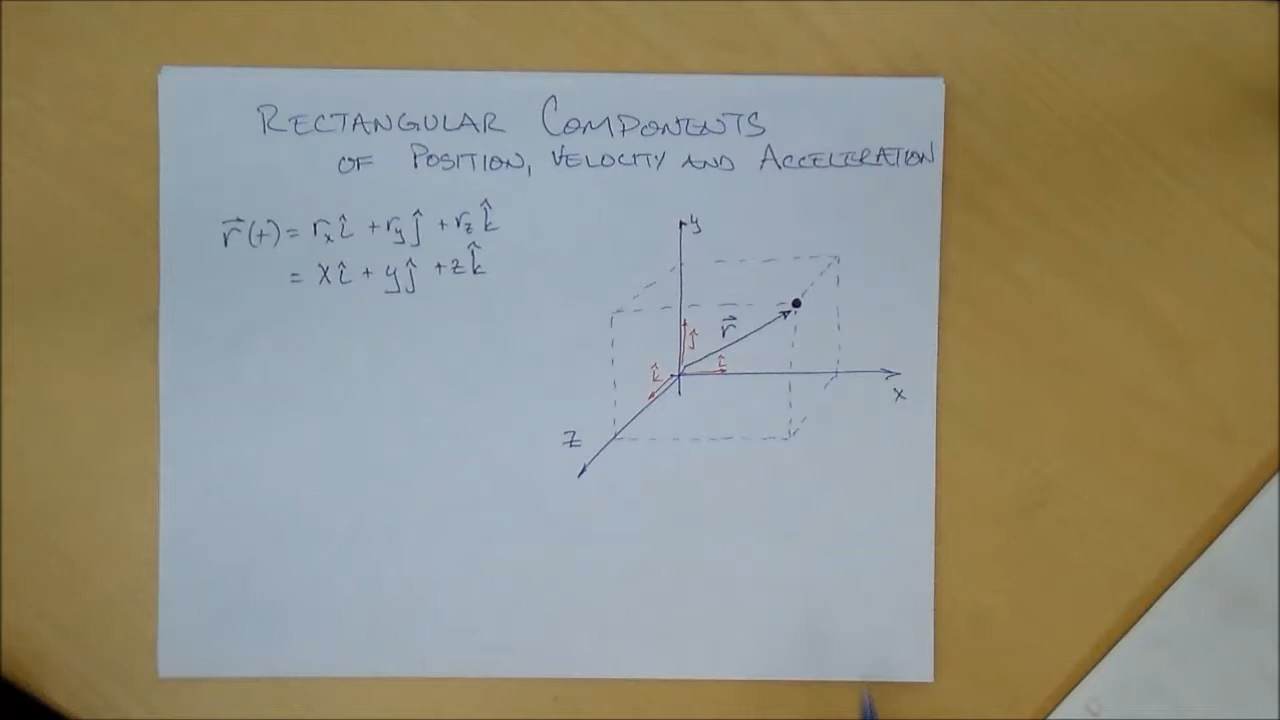 RECTANGULAR COMPONENTS
OF POSITION, VELOCITY AND ACCELERATION
r⃗(t) = rₓî + r_yĵ + r_zk̂
= xî + yĵ + zk̂
y
r⃗
ĵ
î
k̂
x
z